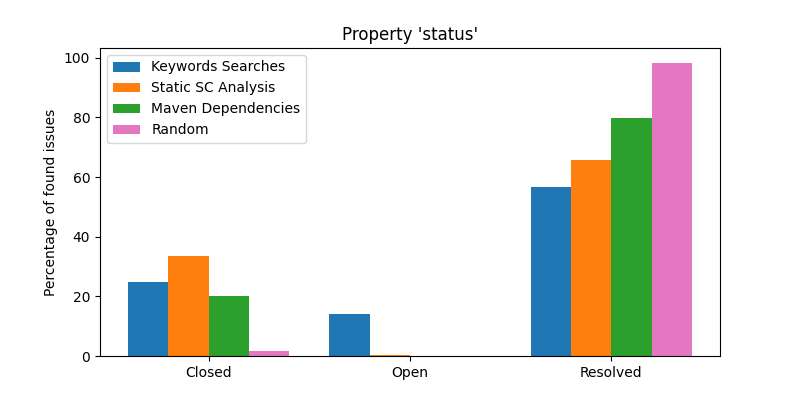 Property 'status'
Percentage of found issues
100
80
60
40
20
0
Keywords Searches
Static SC Analysis
Maven Dependencies
Random
Closed
Open
Resolved